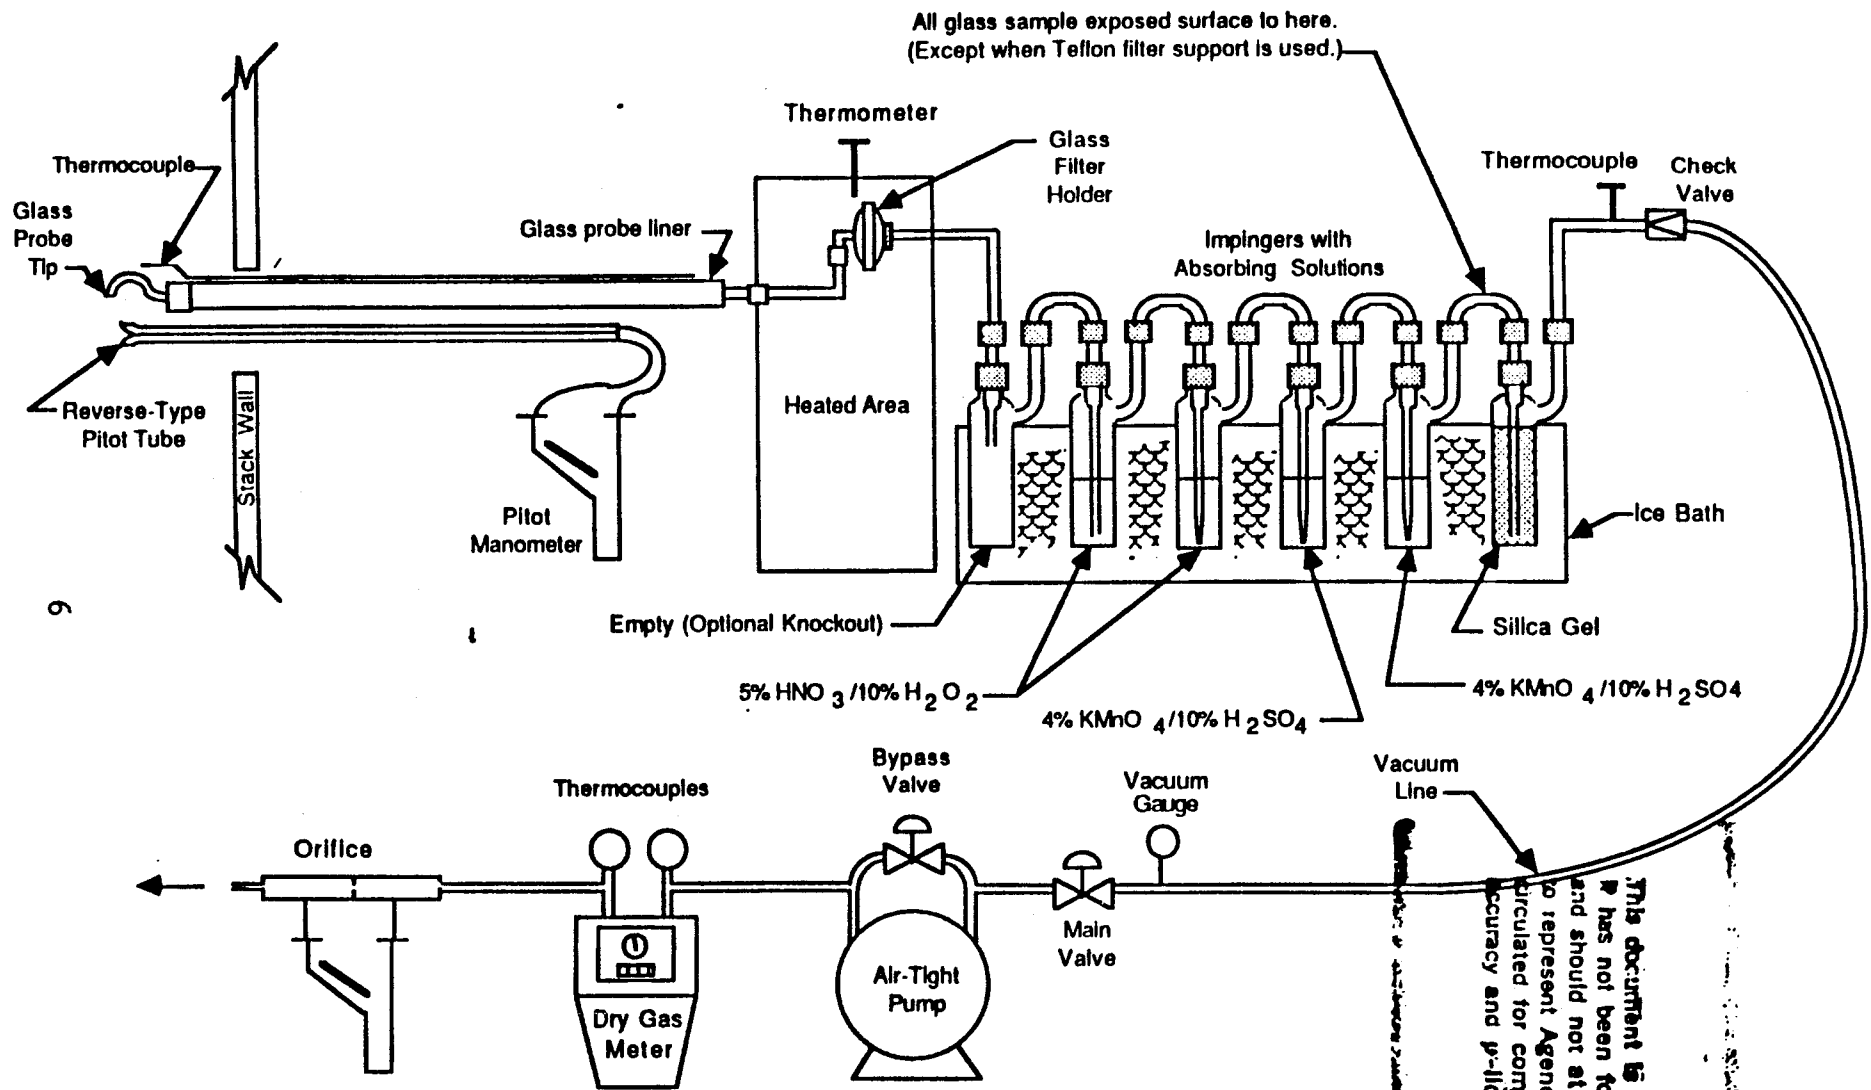 All glass sample exposed surface to here.
(Except when Teflon filter support is used.)
Thermometer
Glass
Filter
Holder
Thermocouple
Check
Valve
Thermocouple
Glass
Probe
Tip
Glass probe liner
Impingers with
Absorbing Solutions
Reverse-Type
Pitot Tube
Stack Wall
Heated Area
Pitot
Manometer
Ice Bath
Empty (Optional Knockout)
Silica Gel
5% HNO 3 /10% H 2 O 2
4% KMnO 4 /10% H 2 SO4
4% KMnO 4 /10% H 2 SO4
6
Bypass
Valve
Vacuum
Gauge
Vacuum
Line
Thermocouples
Orifice
Main
Valve
Air-Tight
Pump
Dry Gas
Meter
This document is
has not been
and should not at
to represent Agen
circulated for com
ccuracy and